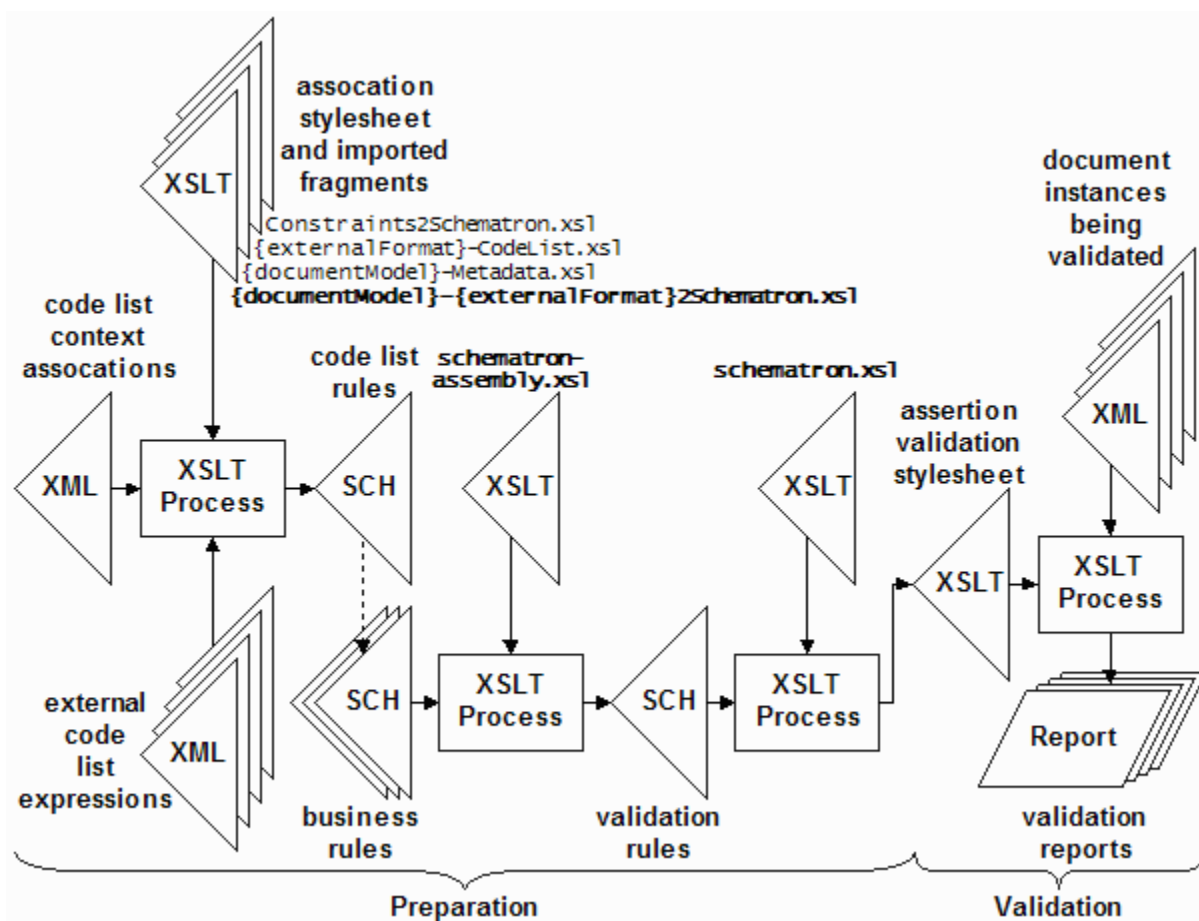 assocation
stylesheet
and imported
fragments
XSLT
Constraints2Schematron.xsl
{externalFormat}-CodeList.xsl
{documentModel}-Metadata.xsl
{documentModel}-{externalFormat}2Schematron.xsl
document
instances
being
validated
XML
code list
context
assocations
XML
XSLT
Process
code list
rules
SCH
schematron-
assembly.xsl
XSLT
schematron.xsl
XSLT
assertion
validation
stylesheet
XSLT
XSLT
Process
external
code
list
expressions
XML
SCH
business
rules
XSLT
Process
SCH
validation
rules
XSLT
Process
Report
validation
reports
Preparation
Validation